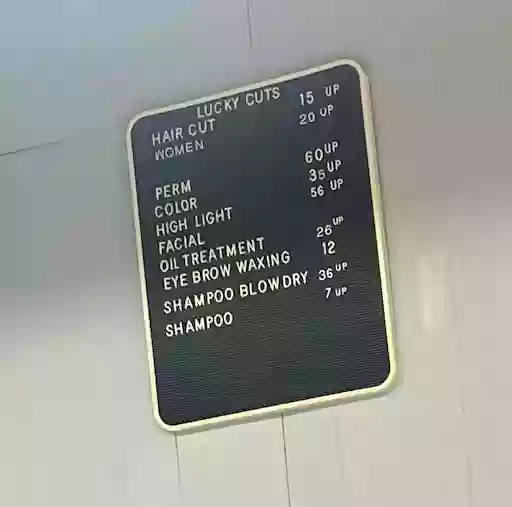 LUCKY CUTS
HAIR CUT 15 UP
WOMEN 20 UP
PERM 60 UP
COLOR 35 UP
HIGH LIGHT 56 UP
FACIAL
OIL TREATMENT 26 UP
EYE BROW WAXING 12
SHAMPOO BLOWDRY 36 UP
SHAMPOO 7 UP